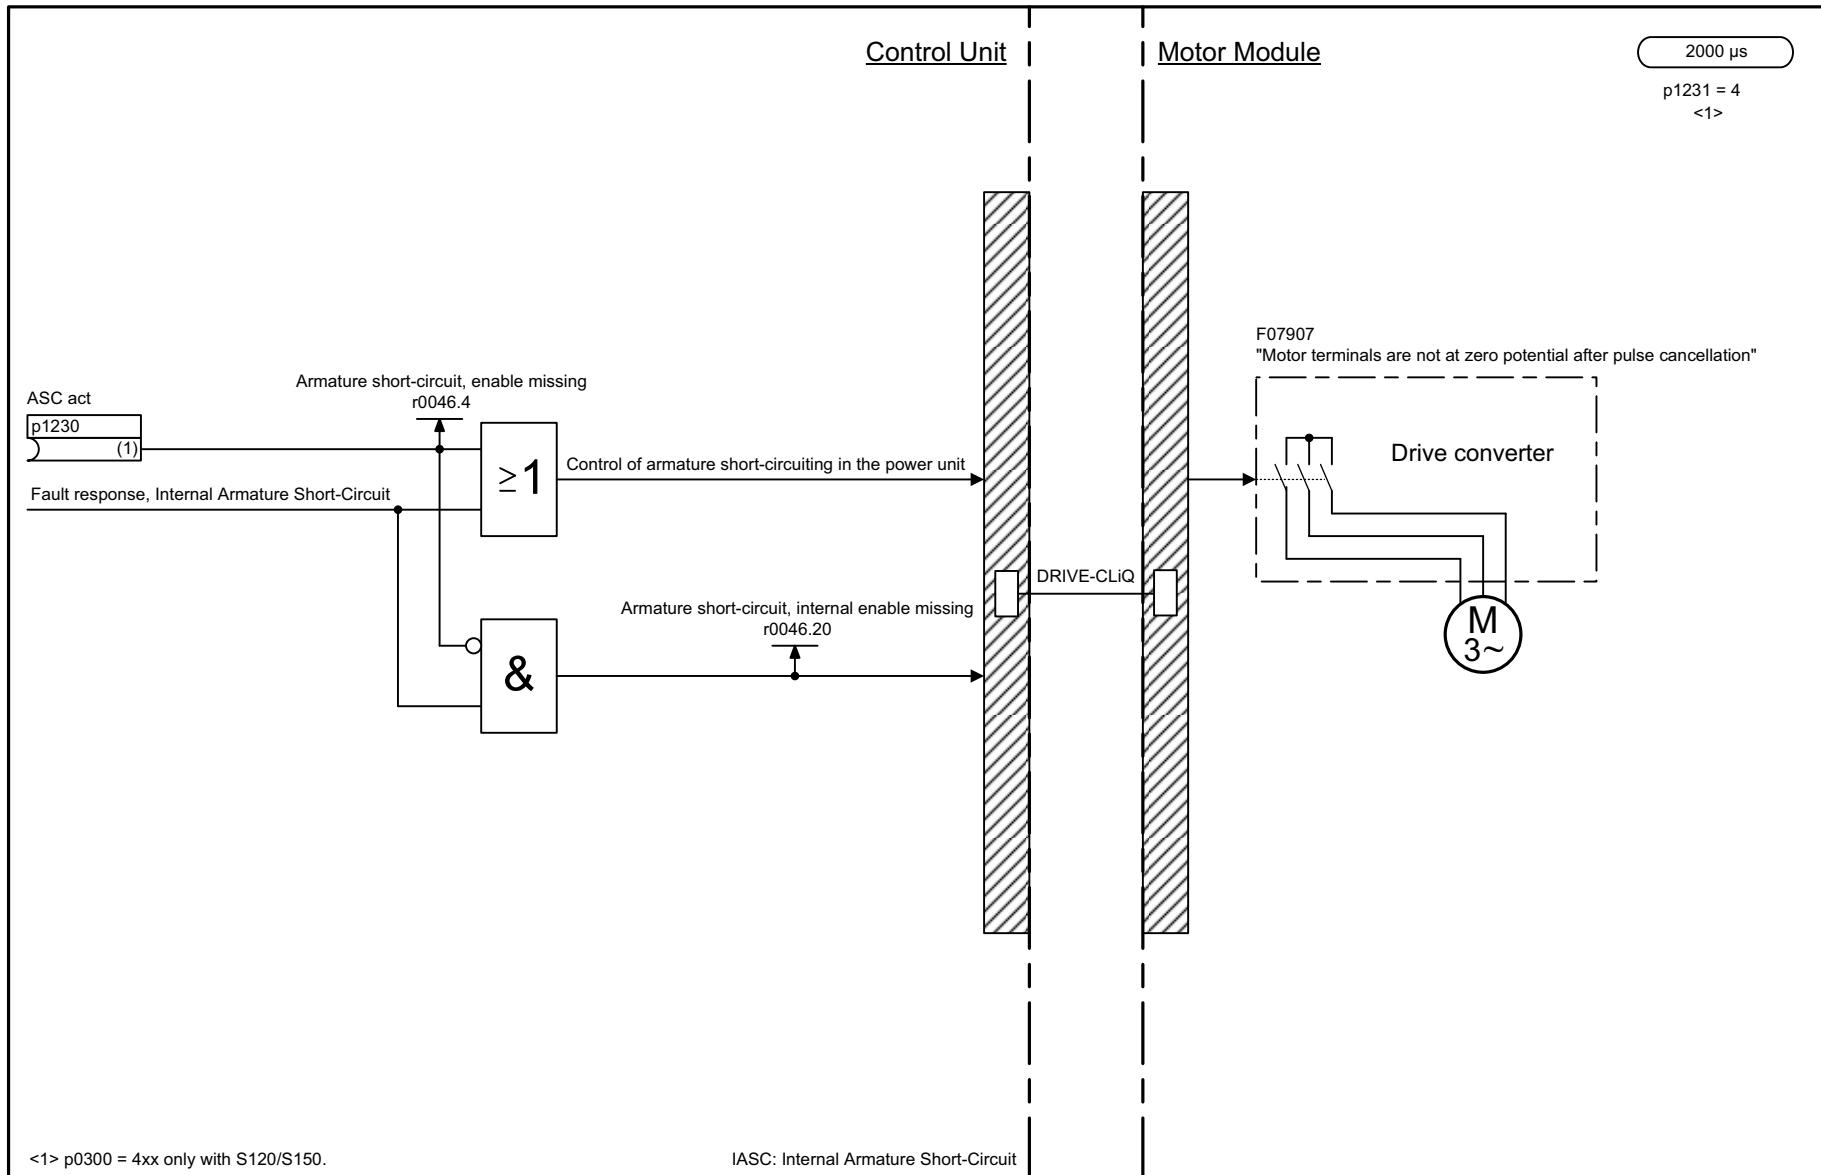 Control Unit
Motor Module
2000 µs
p1231 = 4
<1>
F07907
"Motor terminals are not at zero potential after pulse cancellation"
Armature short-circuit, enable missing
r0046.4
ASC act
p1230
(1)
≥1
Control of armature short-circuiting in the power unit
Drive converter
Fault response, Internal Armature Short-Circuit
DRIVE-CLiQ
Armature short-circuit, internal enable missing
r0046.20
&
M
3~
<1> p0300 = 4xx only with S120/S150.
IASC: Internal Armature Short-Circuit